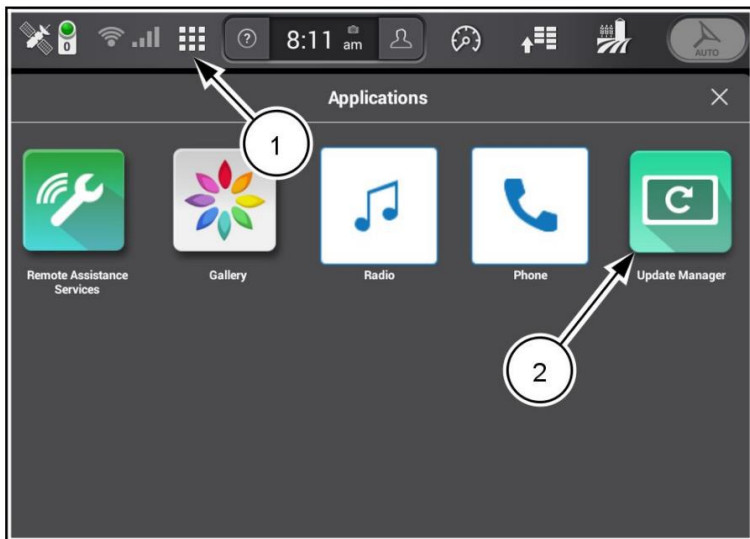 0
?
8:11 am
AUTO
Applications
1
Remote Assistance
Services
Gallery
Radio
Phone
Update Manager
2